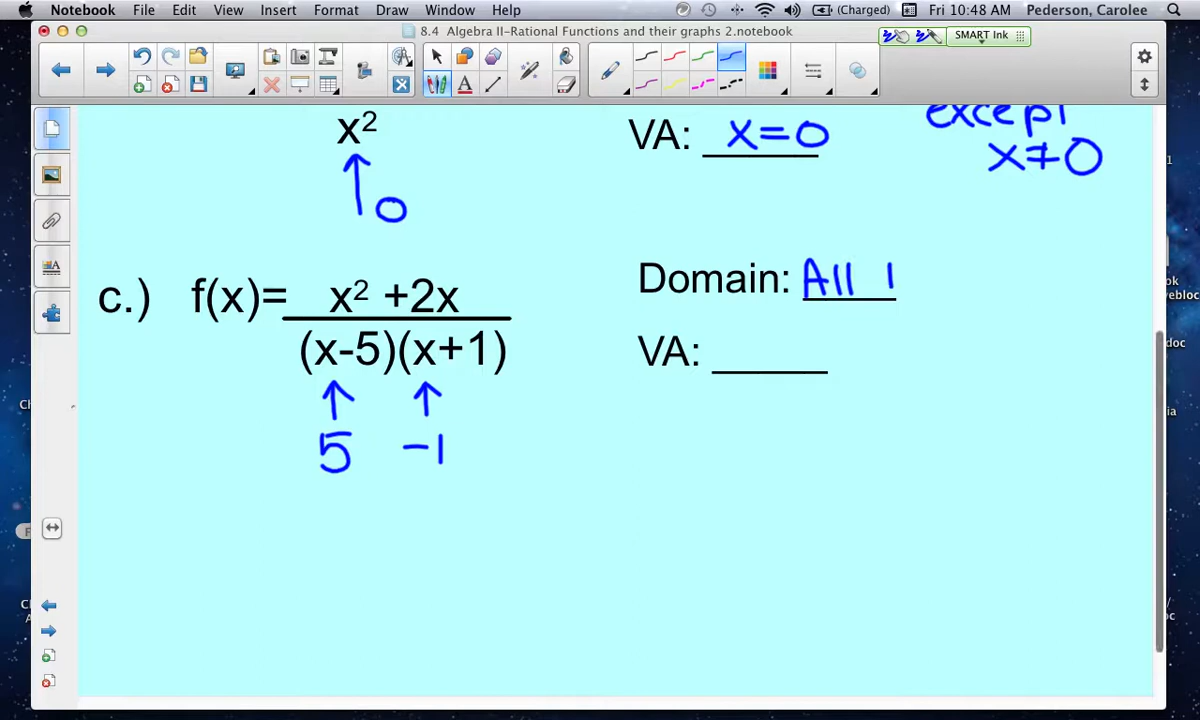 Notebook File Edit View Insert Format Draw Window Help (Charged) Fri 10:48 AM Pederson, Carolee
8.4 Algebra II-Rational Functions and their graphs 2.notebook
SMART Ink
except
x² VA: x=0
x≠0
0
Domain: All
c.) f(x)= x² +2x
(x-5)(x+1)
VA:
5 -1